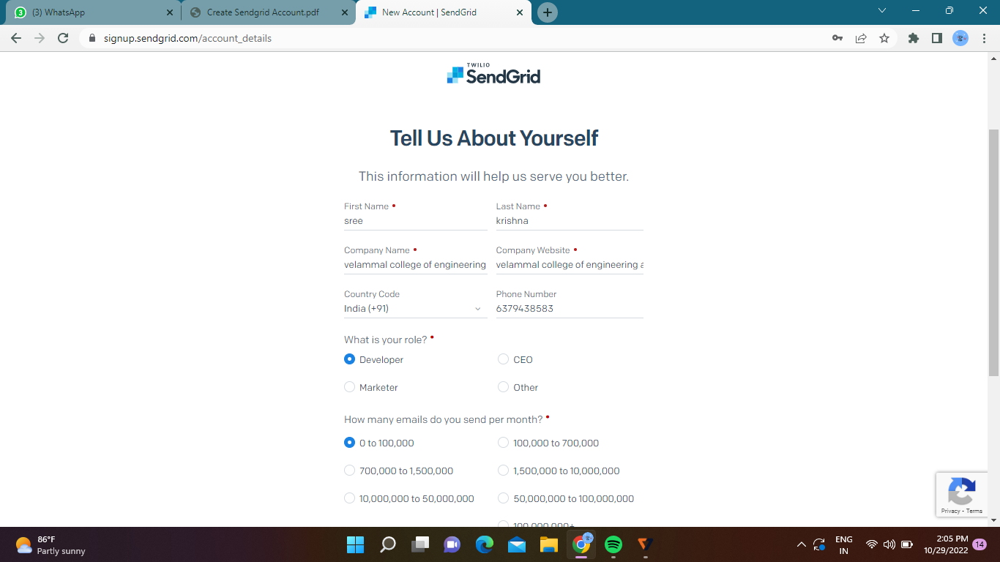 3 (3) WhatsApp
Create Sendgrid Account.pdf
New Account | SendGrid
signup.sendgrid.com/account_details
TWILIO
SendGrid
Tell Us About Yourself
This information will help us serve you better.
First Name • Last Name •
sree krishna
Company Name • Company Website •
velammal college of engineering velammal college of engineering a
Country Code Phone Number
India (+91) 6379438583
What is your role? •
Developer CEO
Marketer Other
How many emails do you send per month? •
0 to 100,000 100,000 to 700,000
700,000 to 1,500,000 1,500,000 to 10,000,000
10,000,000 to 50,000,000 50,000,000 to 100,000,000
100,000,000+
Privacy - Terms
86°F
Partly sunny
ENG
IN
2:05 PM
10/29/2022
14